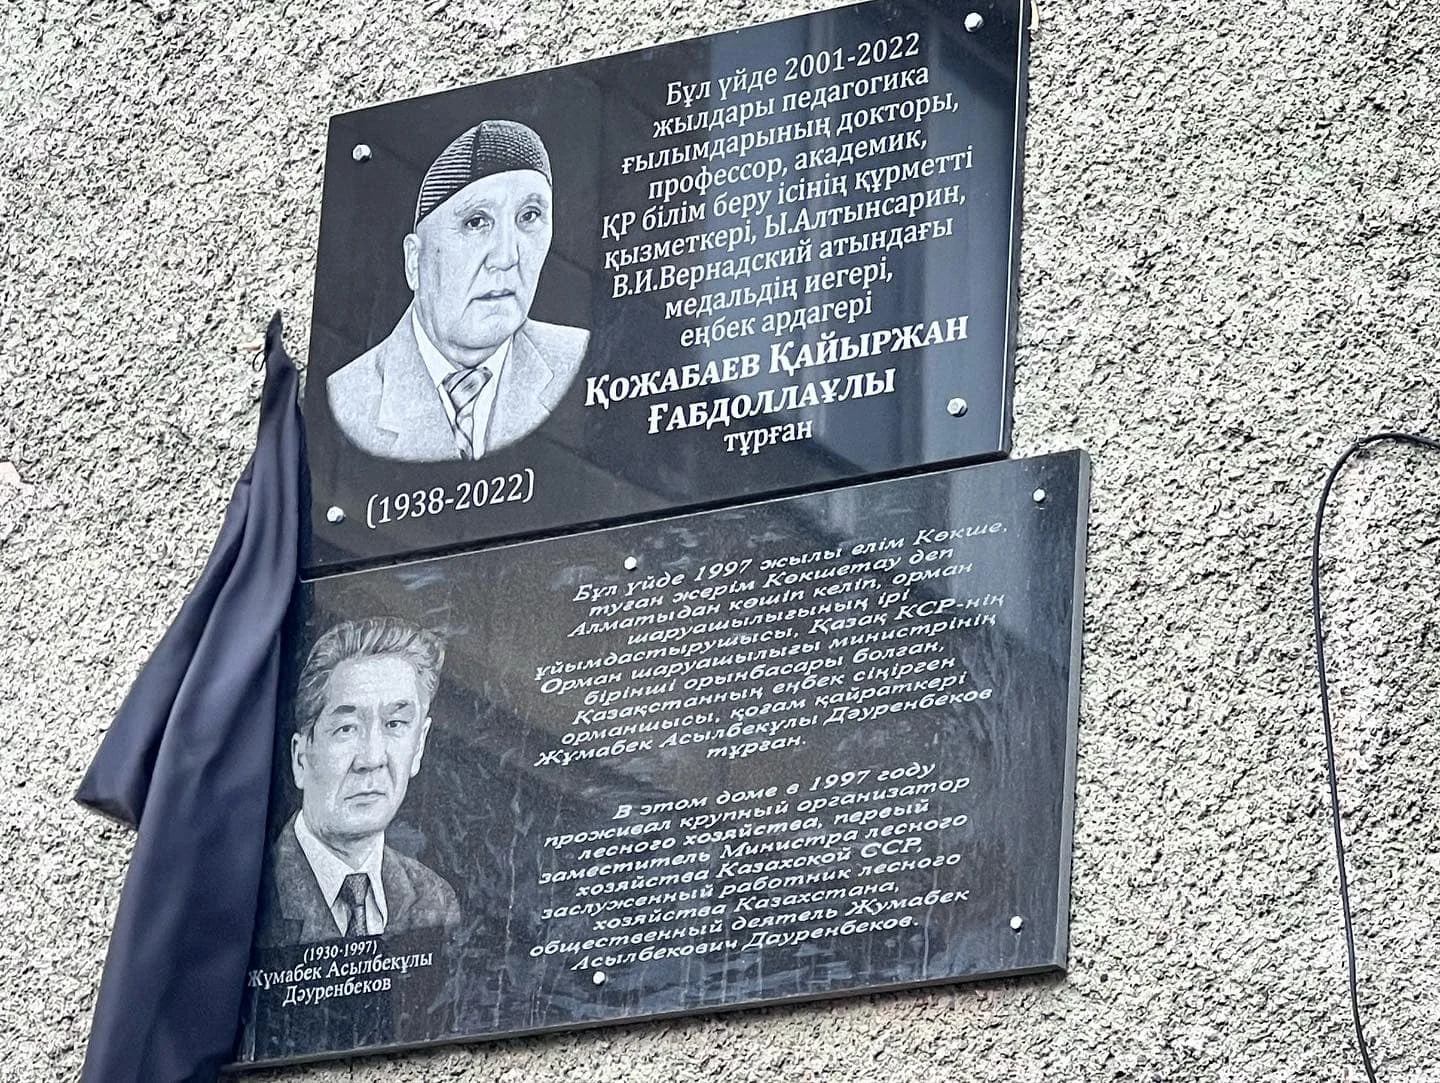 Бұл үйде 2001-2022
жылдары педагогика
ғылымдарының докторы,
профессор, академик,
ҚР білім беру ісінің құрметті
қызметкері, Ы.Алтынсарин,
В.И.Вернадский атындағы
медальдің иегері,
еңбек ардагері
ҚОЖАБАЕВ ҚАЙЫРЖАН
ҒАБДОЛЛАҰЛЫ
тұрған
(1938-2022)
Бұл үйде 1997 жылы елім Көкше,
туған жерім Көкшетау деп
Алматыдан көшіп келіп, орман
шаруашылығының ірі
ұйымдастырушысы, Қазақ КСР-нің
Орман шаруашылығы министрінің
бірінші орынбасары болған,
Қазақстанның еңбек сіңірген
орманшысы, қоғам қайраткері
Жұмабек Асылбекұлы Дәуренбеков
тұрған.
В этом доме в 1997 году
проживал крупный организатор
лесного хозяйства, первый
заместитель Министра лесного
хозяйства Казахской ССР,
заслуженный работник лесного
хозяйства Казахстана,
общественный деятель Жумабек
Асылбекович Дауренбеков.
(1930-1997)
Жұмабек Асылбекұлы
Дәуренбеков